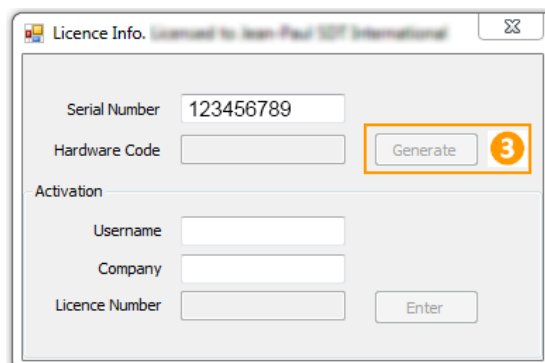 Licence Info.
Serial Number 123456789
Hardware Code Generate 3
Activation
Username
Company
Licence Number Enter